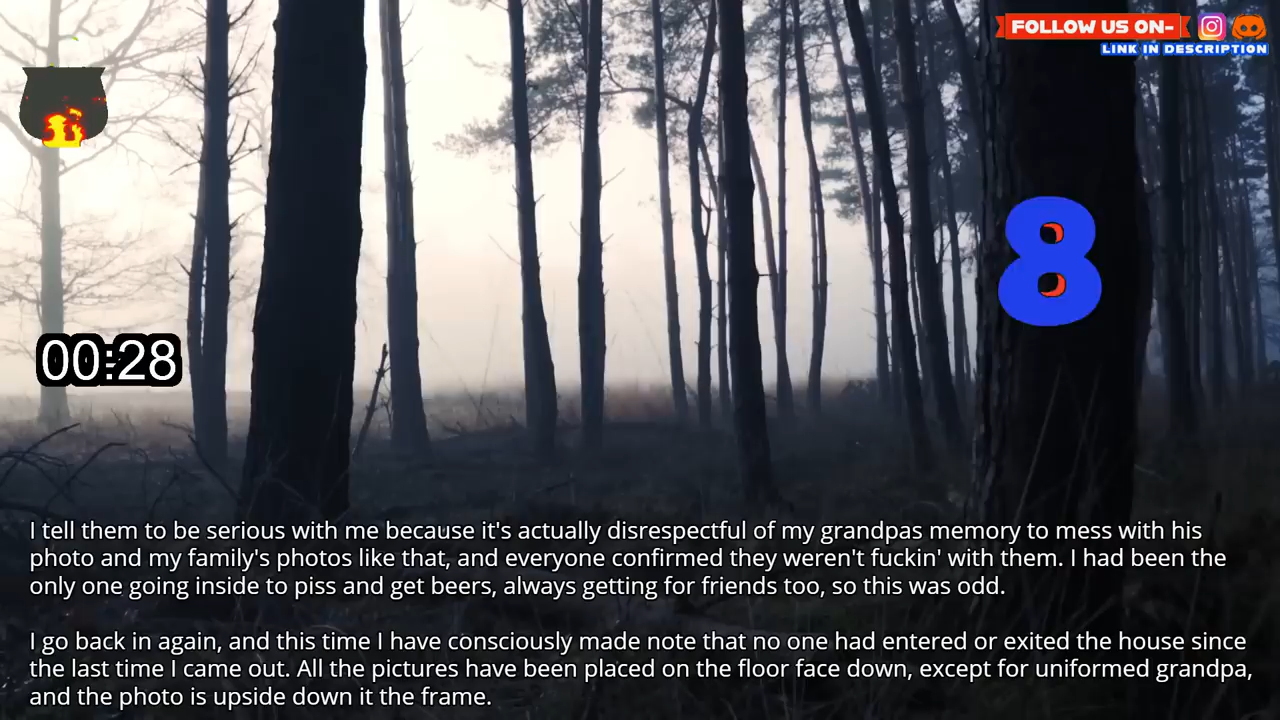 FOLLOW US ON-
LINK IN DESCRIPTION
8
00:28
I tell them to be serious with me because it's actually disrespectful of my grandpas memory to mess with his
photo and my family's photos like that, and everyone confirmed they weren't fuckin' with them. I had been the
only one going inside to piss and get beers, always getting for friends too, so this was odd.
I go back in again, and this time I have consciously made note that no one had entered or exited the house since
the last time I came out. All the pictures have been placed on the floor face down, except for uniformed grandpa,
and the photo is upside down it the frame.